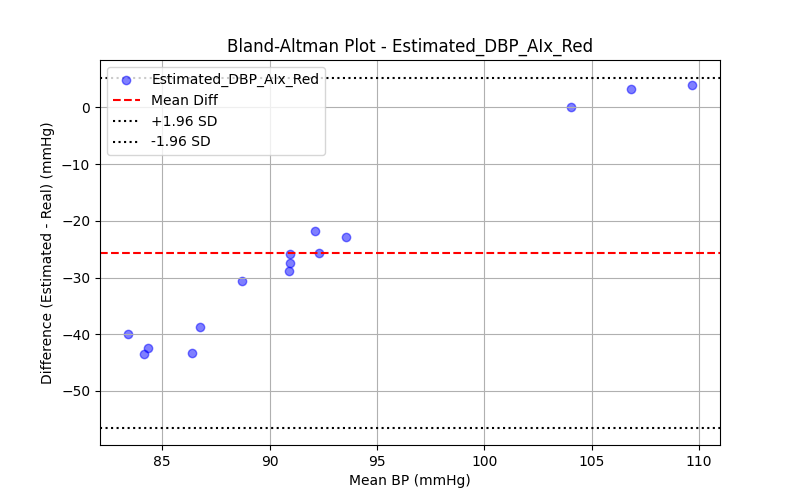 Bland-Altman Plot - Estimated_DBP_AIx_Red
Estimated_DBP_AIx_Red
Mean Diff
+1.96 SD
-1.96 SD
Difference (Estimated - Real) (mmHg)
0
−10
−20
−30
−40
−50
85
90
95
100
105
110
Mean BP (mmHg)